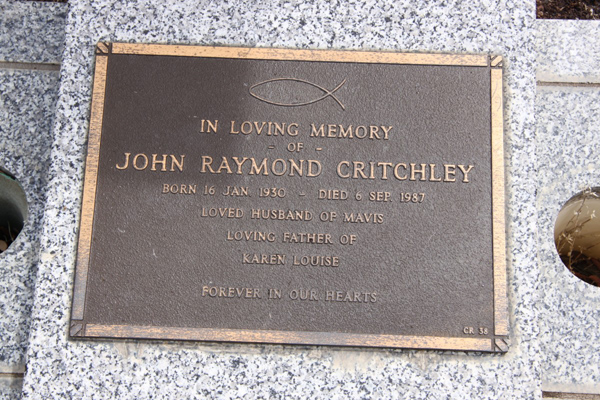 IN LOVING MEMORY
- OF -
JOHN RAYMOND CRITCHLEY
BORN 16 JAN 1930 - DIED 6 SEP 1987
LOVED HUSBAND OF MAVIS
LOVING FATHER OF
KAREN LOUISE
FOREVER IN OUR HEARTS
CR 38